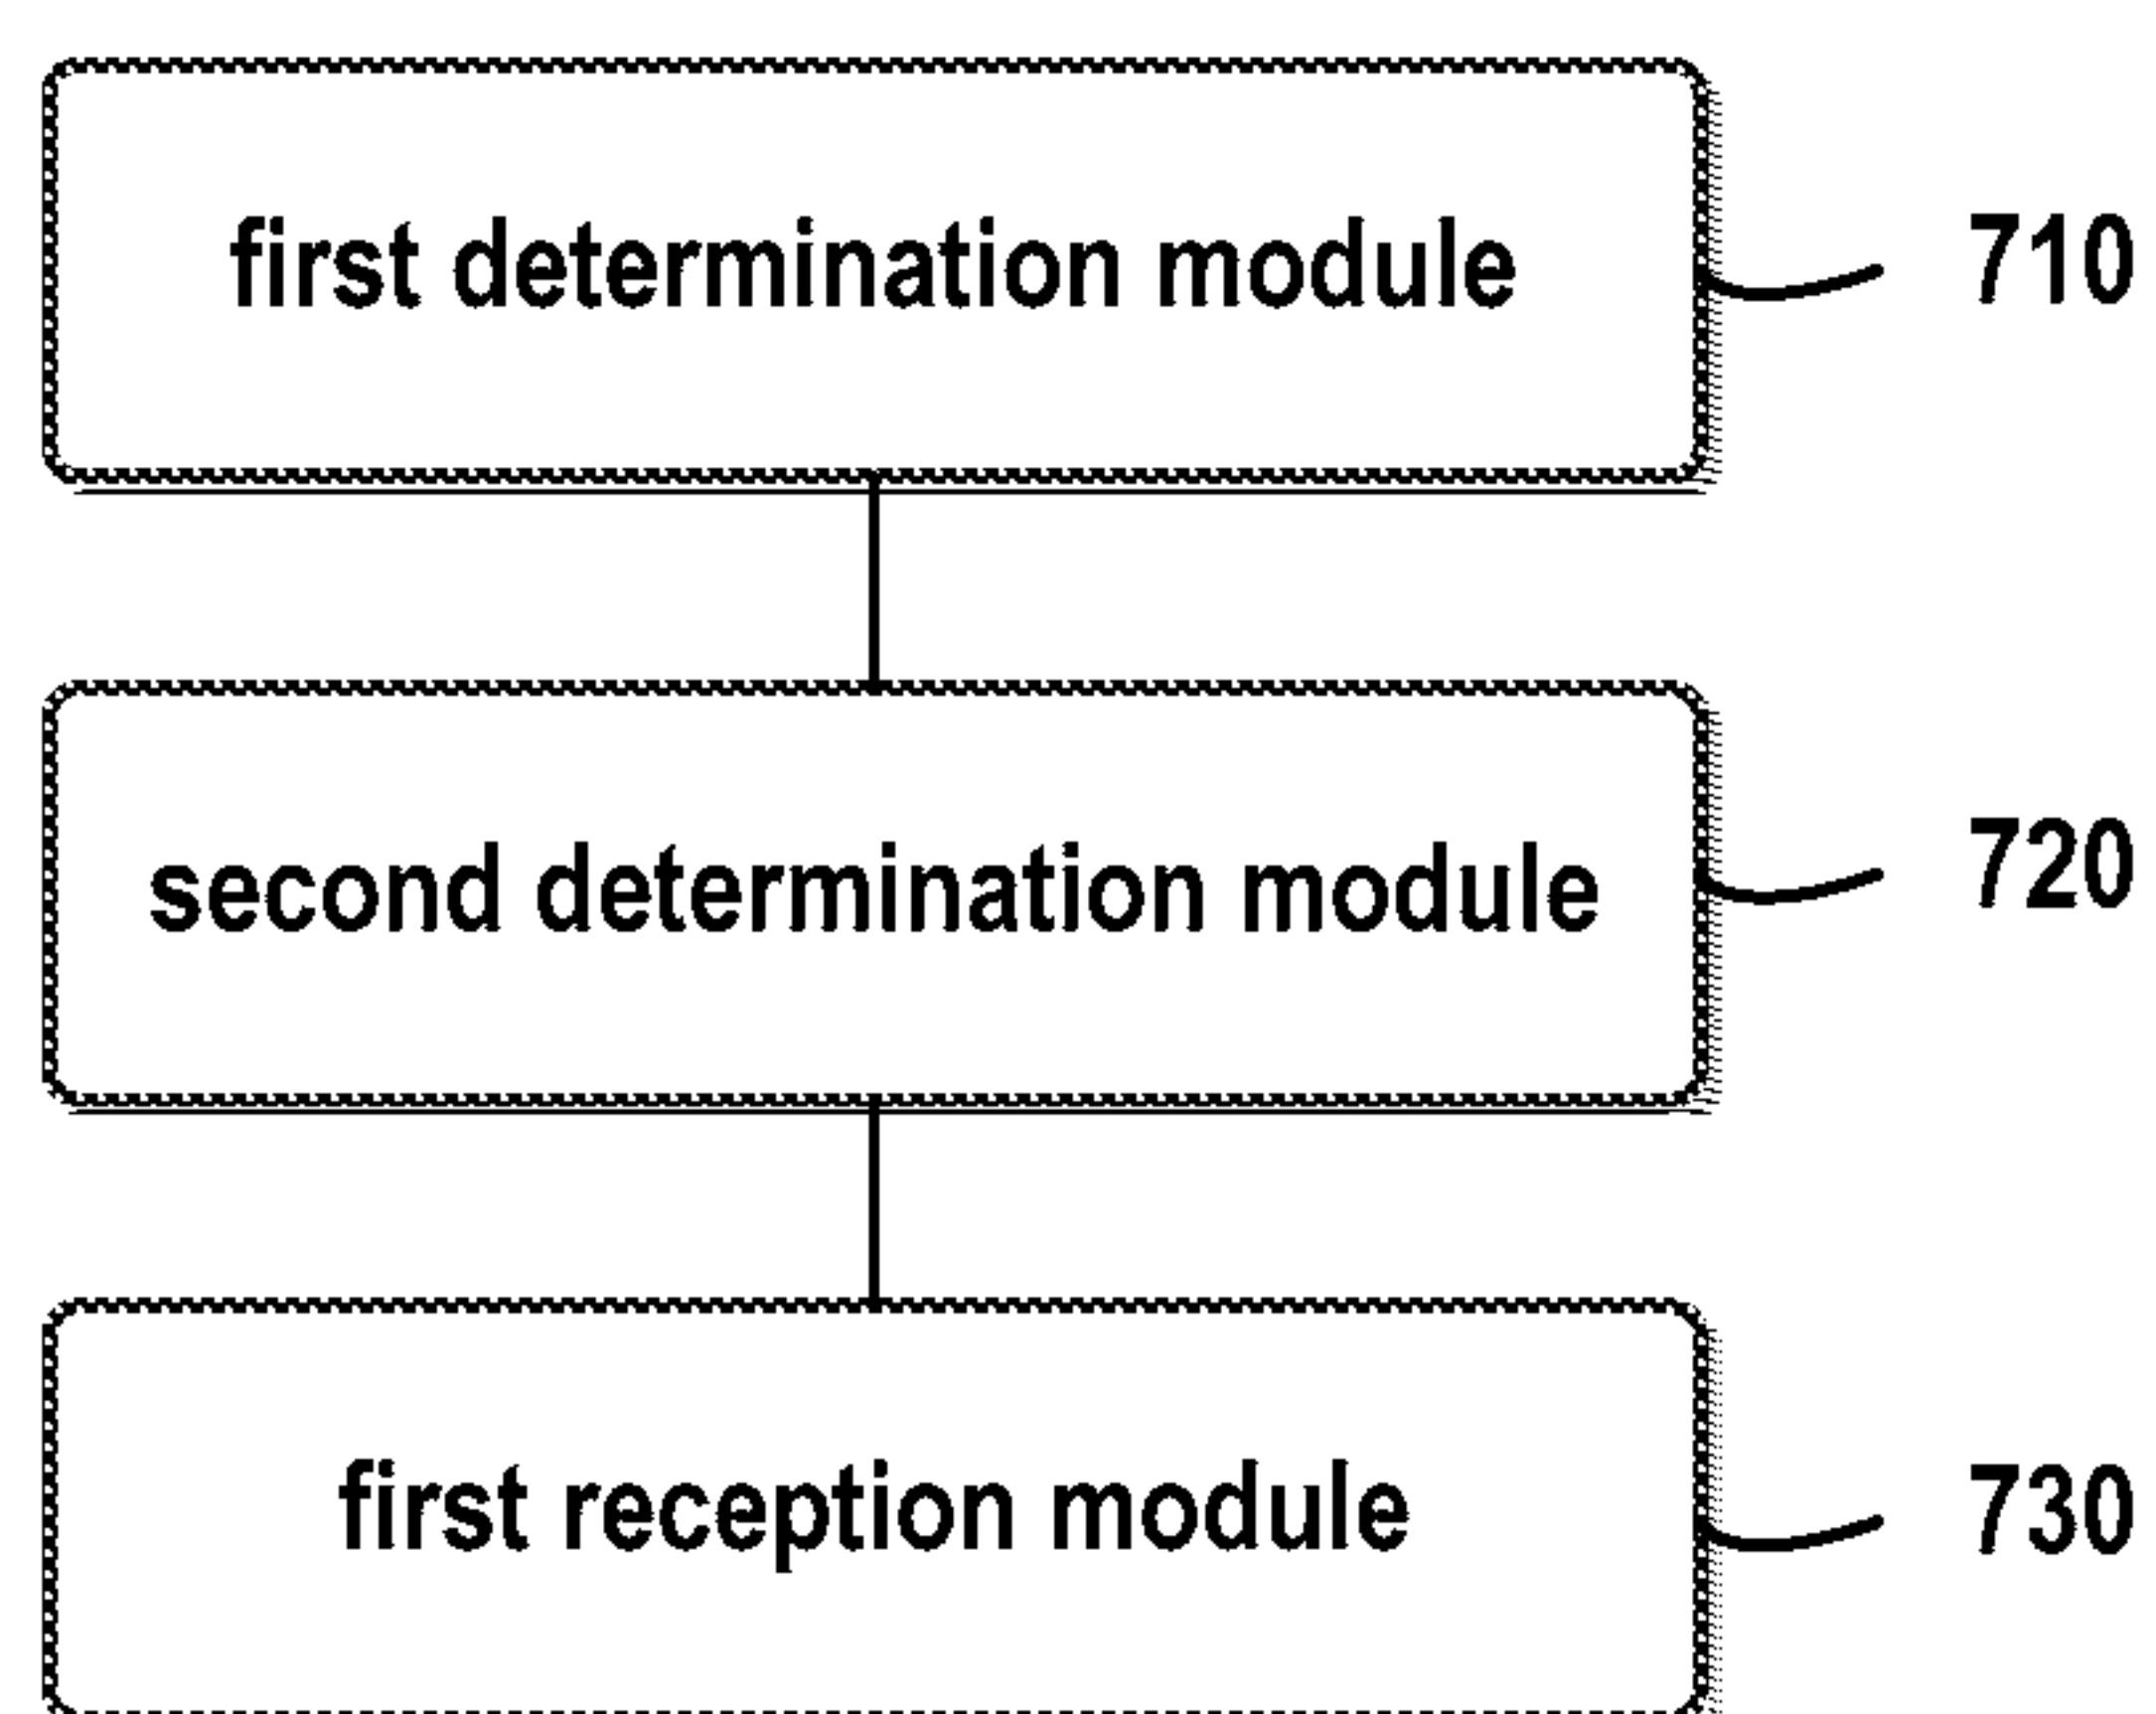 first determination module 710
second determination module 720
first reception module 730